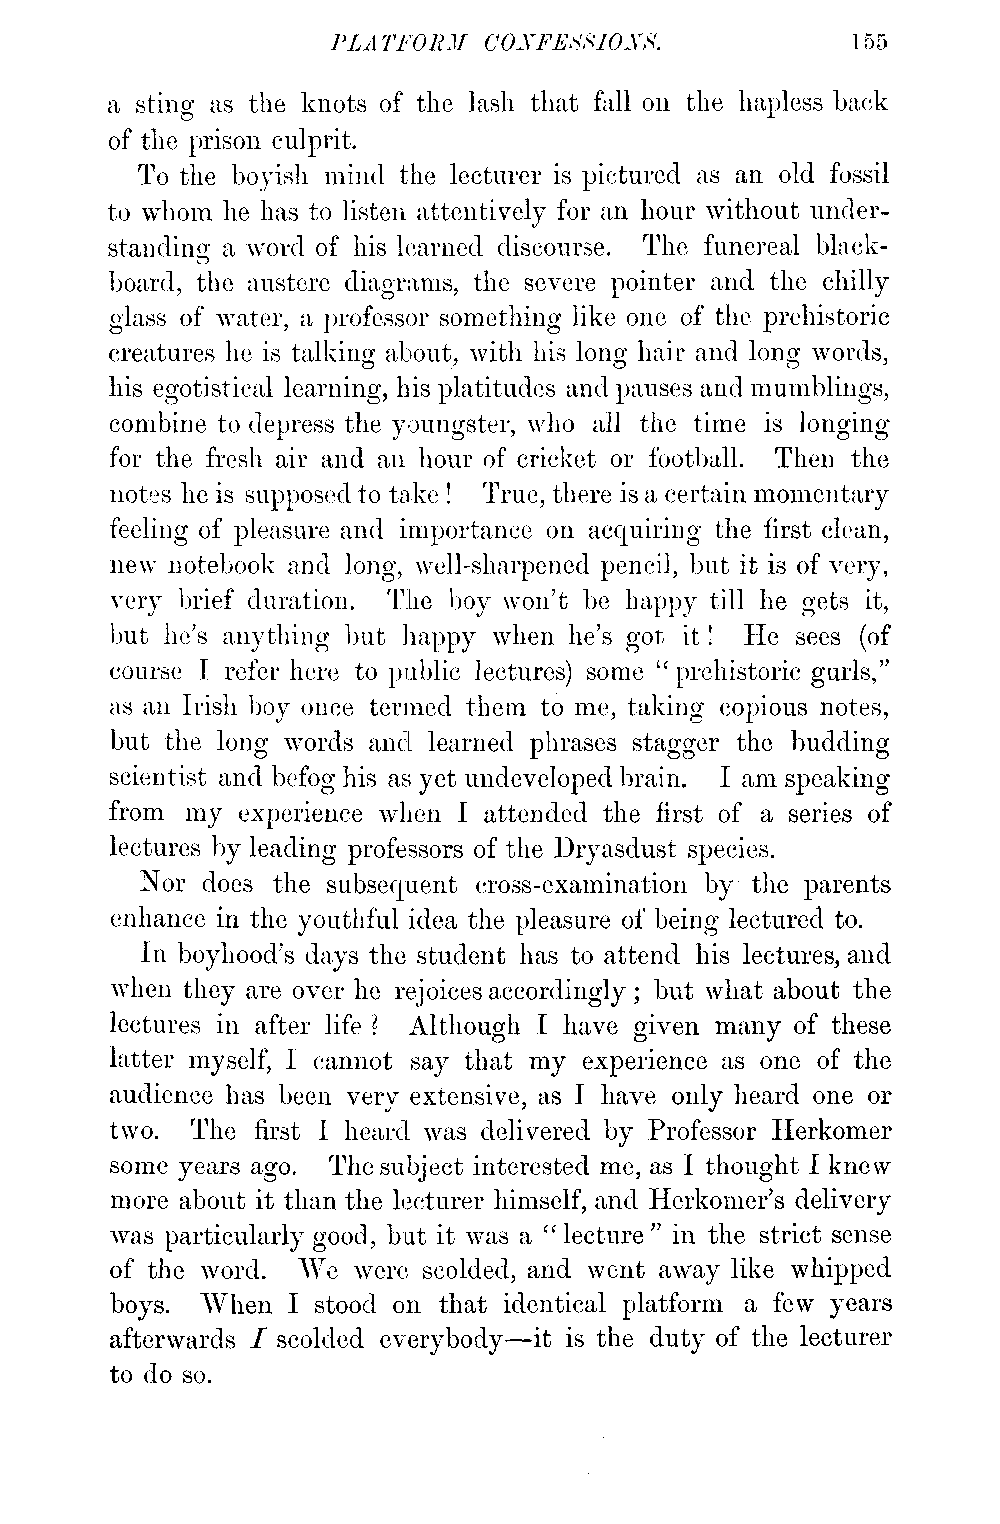 PLATFORM CONFESSIONS. 155
a sting as the knots of the lash that fall on the hapless back
of the prison culprit.
To the boyish mind the lecturer is pictured as an old fossil
to whom he has to listen attentively for an hour without under-
standing a word of his learned discourse. The funereal black-
board, the austere diagrams, the severe pointer and the chilly
glass of water, a professor something like one of the prehistoric
creatures he is talking about, with his long hair and long words,
his egotistical learning, his platitudes and pauses and mumblings,
combine to depress the youngster, who all the time is longing
for the fresh air and an hour of cricket or football. Then the
notes he is supposed to take! True, there is a certain momentary
feeling of pleasure and importance on acquiring the first clean,
new notebook and long, well-sharpened pencil, but it is of very,
very brief duration. The boy won't be happy till he gets it,
but he's anything but happy when he's got it! He sees (of
course I refer here to public lectures) some "prehistoric gurls,"
as an Irish boy once termed them to me, taking copious notes,
but the long words and learned phrases stagger the budding
scientist and befog his as yet undeveloped brain. I am speaking
from my experience when I attended the first of a series of
lectures by leading professors of the Dryasdust species.
Nor does the subsequent cross-examination by the parents
enhance in the youthful idea the pleasure of being lectured to.
In boyhood's days the student has to attend his lectures, and
when they are over he rejoices accordingly; but what about the
lectures in after life? Although I have given many of these
latter myself, I cannot say that my experience as one of the
audience has been very extensive, as I have only heard one or
two. The first I heard was delivered by Professor Herkomer
some years ago. The subject interested me, as I thought I knew
more about it than the lecturer himself, and Herkomer's delivery
was particularly good, but it was a "lecture" in the strict sense
of the word. We were scolded, and went away like whipped
boys. When I stood on that identical platform a few years
afterwards I scolded everybody—it is the duty of the lecturer
to do so.